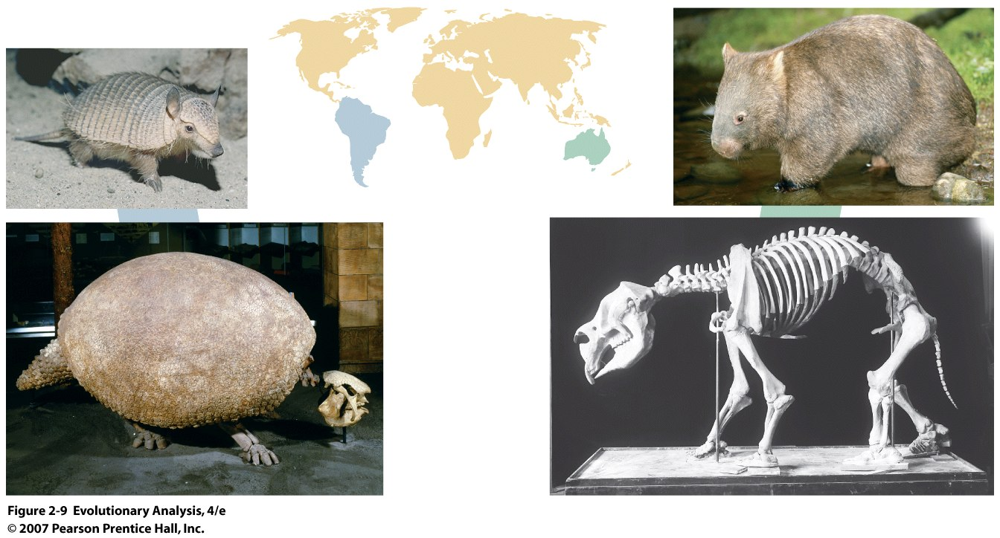 Figure 2-9 Evolutionary Analysis, 4/e
© 2007 Pearson Prentice Hall, Inc.